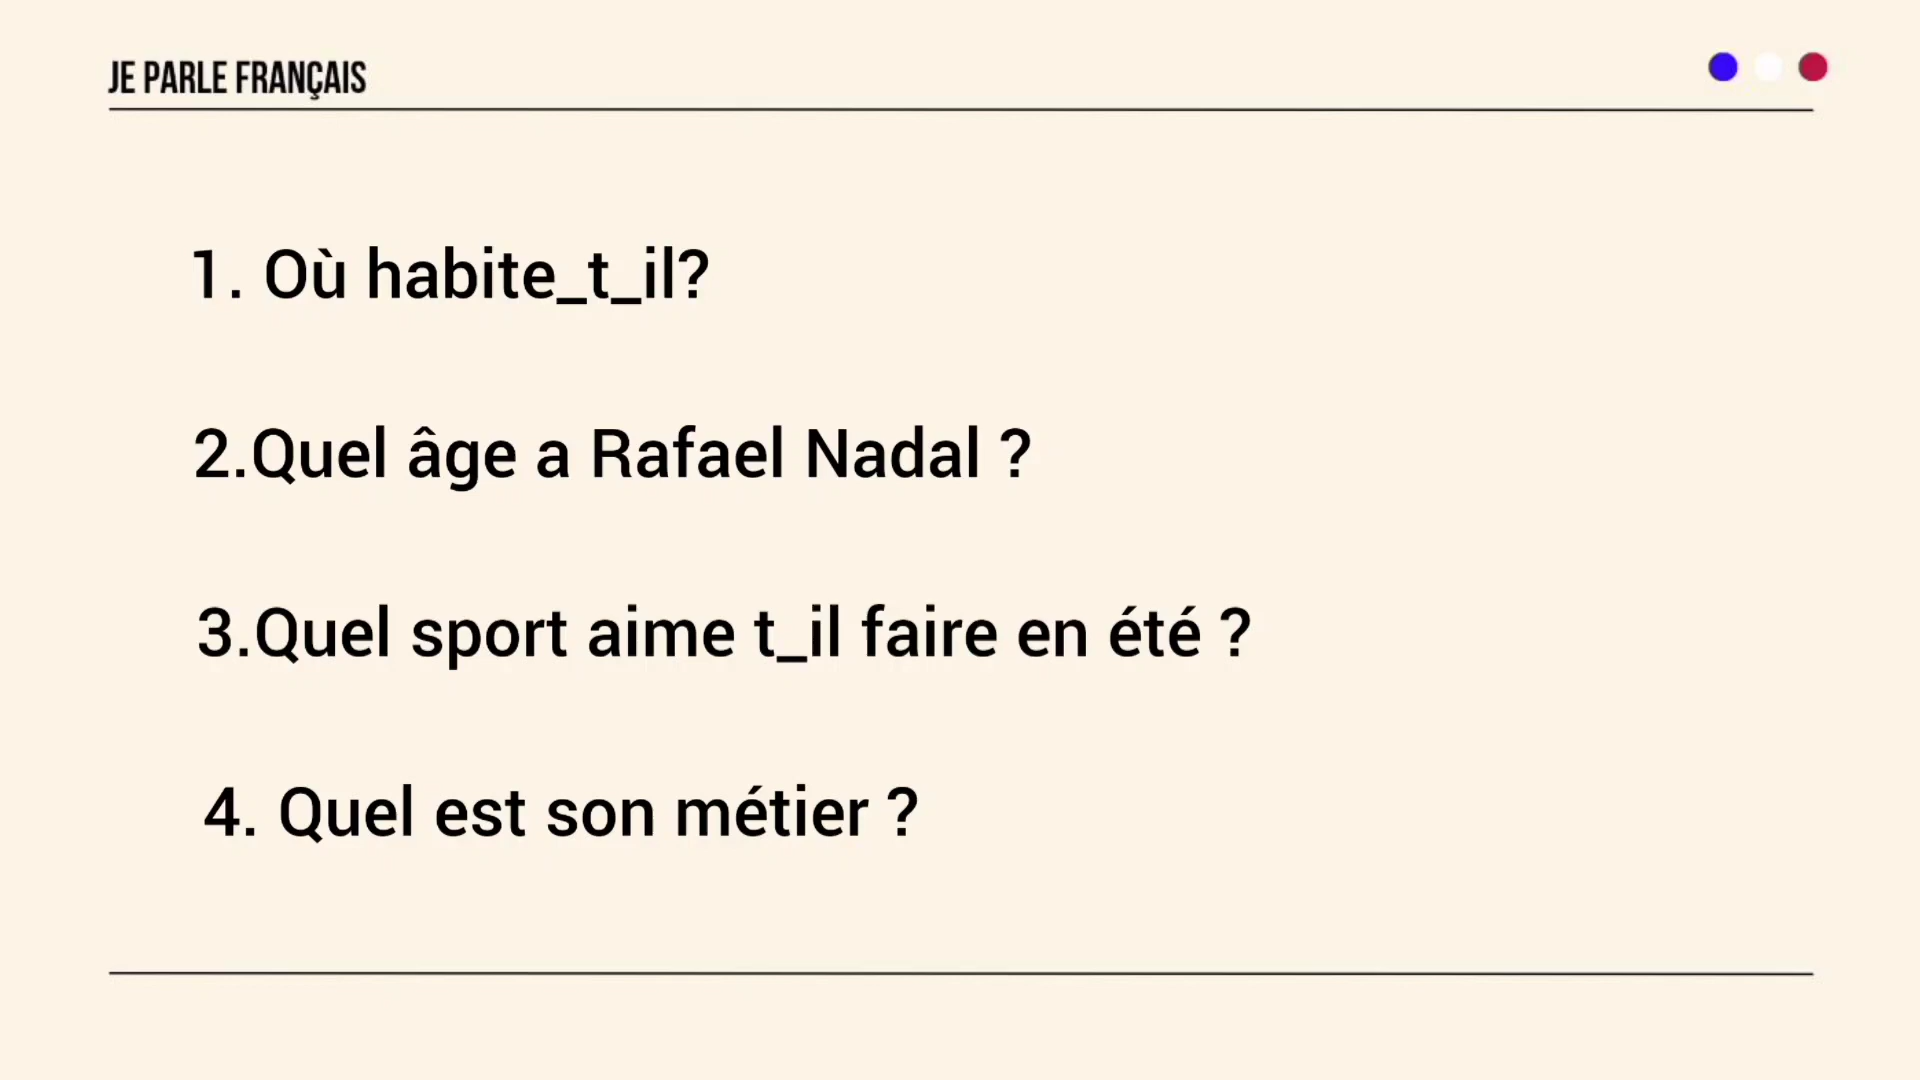 JE PARLE FRANÇAIS
1. Où habite_t_il?
2.Quel âge a Rafael Nadal ?
3.Quel sport aime t_il faire en été ?
4. Quel est son métier ?